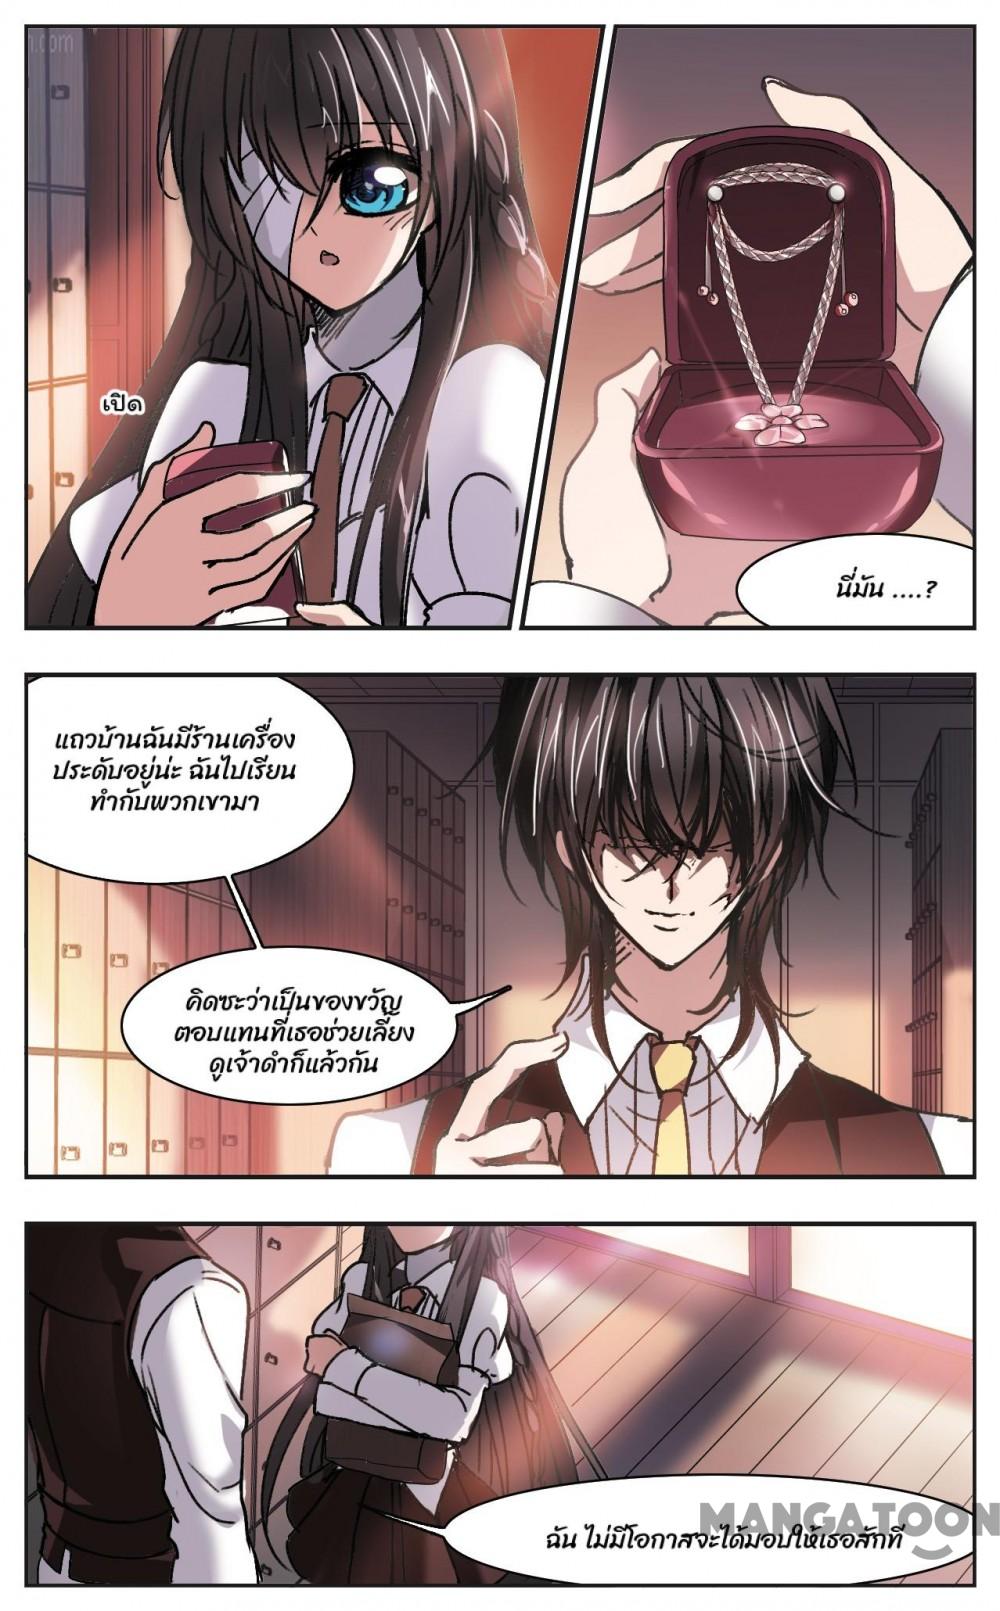 เปิด
นี่มัน ....?
แถวบ้านฉันมีร้านเครื่อง
ประดับอยู่น่ะ ฉันไปเรียน
ทำกับพวกเขามา
คิดซะว่าเป็นของขวัญ
ตอบแทนที่เธอช่วยเลี้ยง
ดูเจ้าดำก็แล้วกัน
ฉัน ไม่มีโอกาสจะได้มอบให้เธอสักที
MANGATOON